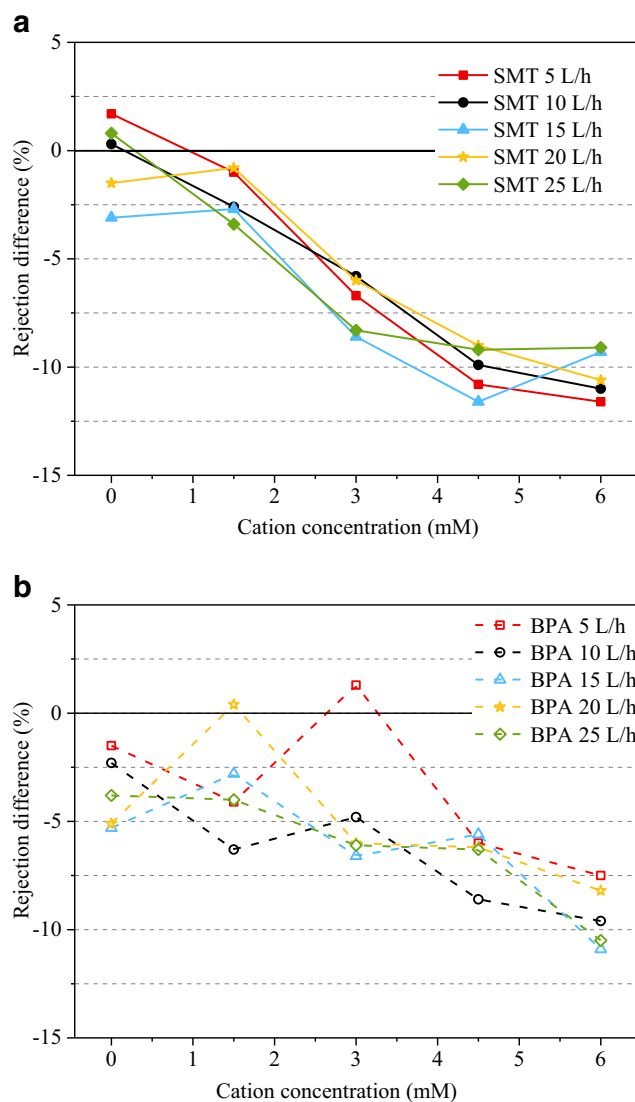 a
5
0
-5
-10
-15
Rejection difference (%)
SMT 5 L/h
SMT 10 L/h
SMT 15 L/h
SMT 20 L/h
SMT 25 L/h
0 1 2 3 4 5 6
Cation concentration (mM)
b
5
0
-5
-10
-15
Rejection difference (%)
BPA 5 L/h
BPA 10 L/h
BPA 15 L/h
BPA 20 L/h
BPA 25 L/h
0 1 2 3 4 5 6
Cation concentration (mM)